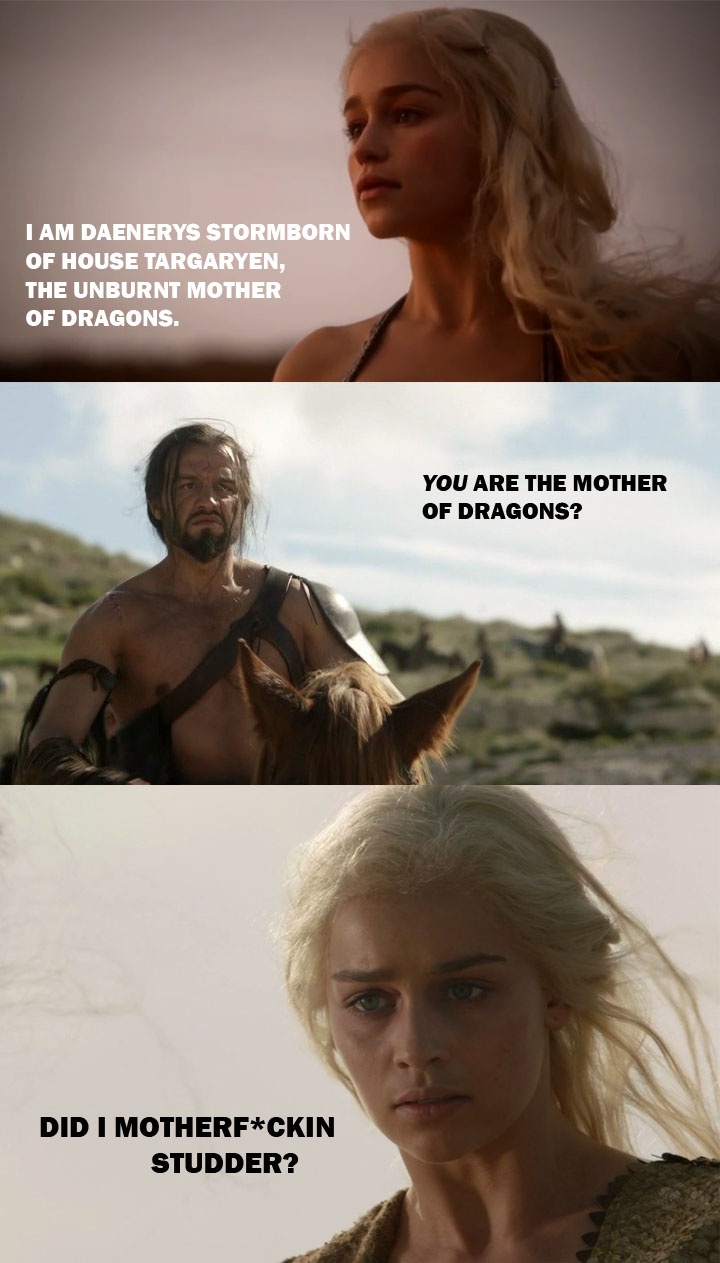 I AM DAENERYS STORMBORN
OF HOUSE TARGARYEN,
THE UNBURNT MOTHER
OF DRAGONS.
YOU ARE THE MOTHER
OF DRAGONS?
DID I MOTHERF*CKIN
STUDDER?